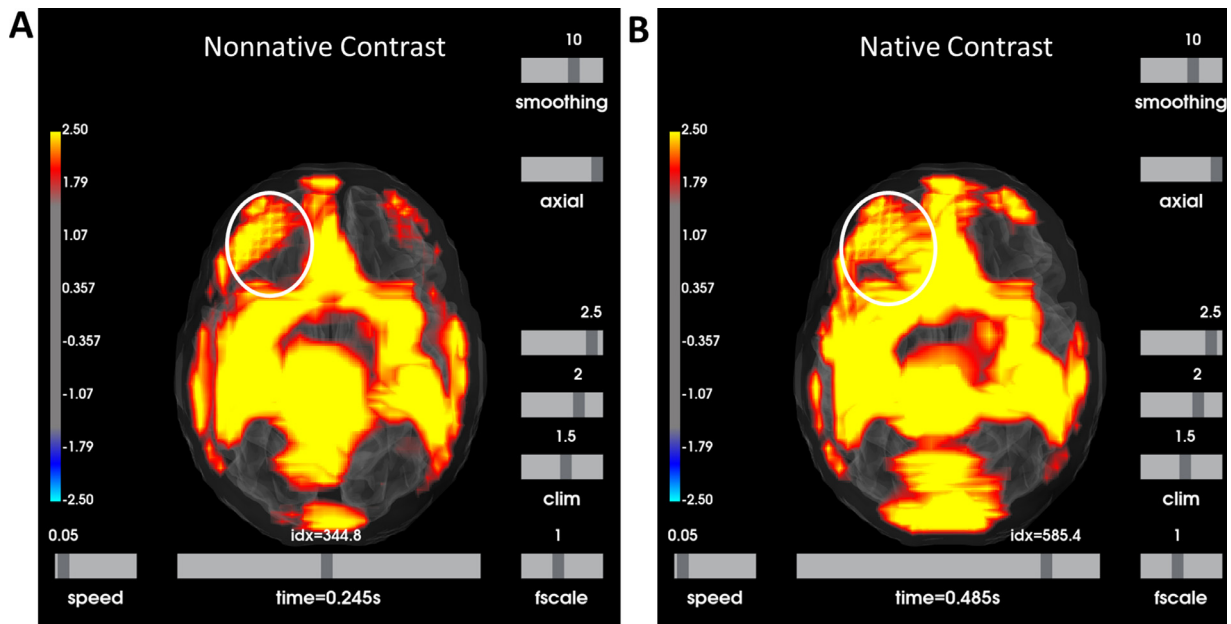 A
Nonnative Contrast
10
smoothing
axial
2.50
1.79
1.07
0.357
-0.357
-1.07
-1.79
-2.50
2.5
2
1.5
clim
0.05
speed
idx=344.8
time=0.245s
1
fscale
B
Native Contrast
10
smoothing
axial
2.50
1.79
1.07
0.357
-0.357
-1.07
-1.79
-2.50
2.5
2
1.5
clim
0.05
speed
idx=585.4
time=0.485s
1
fscale